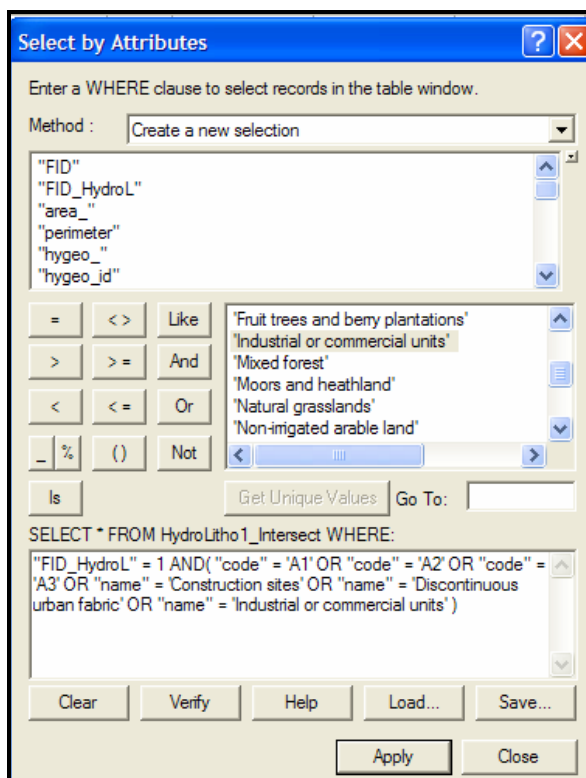 Select by Attributes
Enter a WHERE clause to select records in the table window.
Method : Create a new selection
"FID"
"FID_HydroL"
"area_"
"perimeter"
"hygeo_"
"hygeo_id"
= < > Like
> > = And
< < = Or
_ % ( ) Not
Is
'Fruit trees and berry plantations'
'Industrial or commercial units'
'Mixed forest'
'Moors and heathland'
'Natural grasslands'
'Non-irrigated arable land'
Get Unique Values Go To:
SELECT * FROM HydroLitho1_Intersect WHERE:
"FID_HydroL" = 1 AND( "code" = 'A1' OR "code" = 'A2' OR "code" =
'A3' OR "name" = 'Construction sites' OR "name" = 'Discontinuous
urban fabric' OR "name" = 'Industrial or commercial units' )
Clear Verify Help Load... Save...
Apply Close